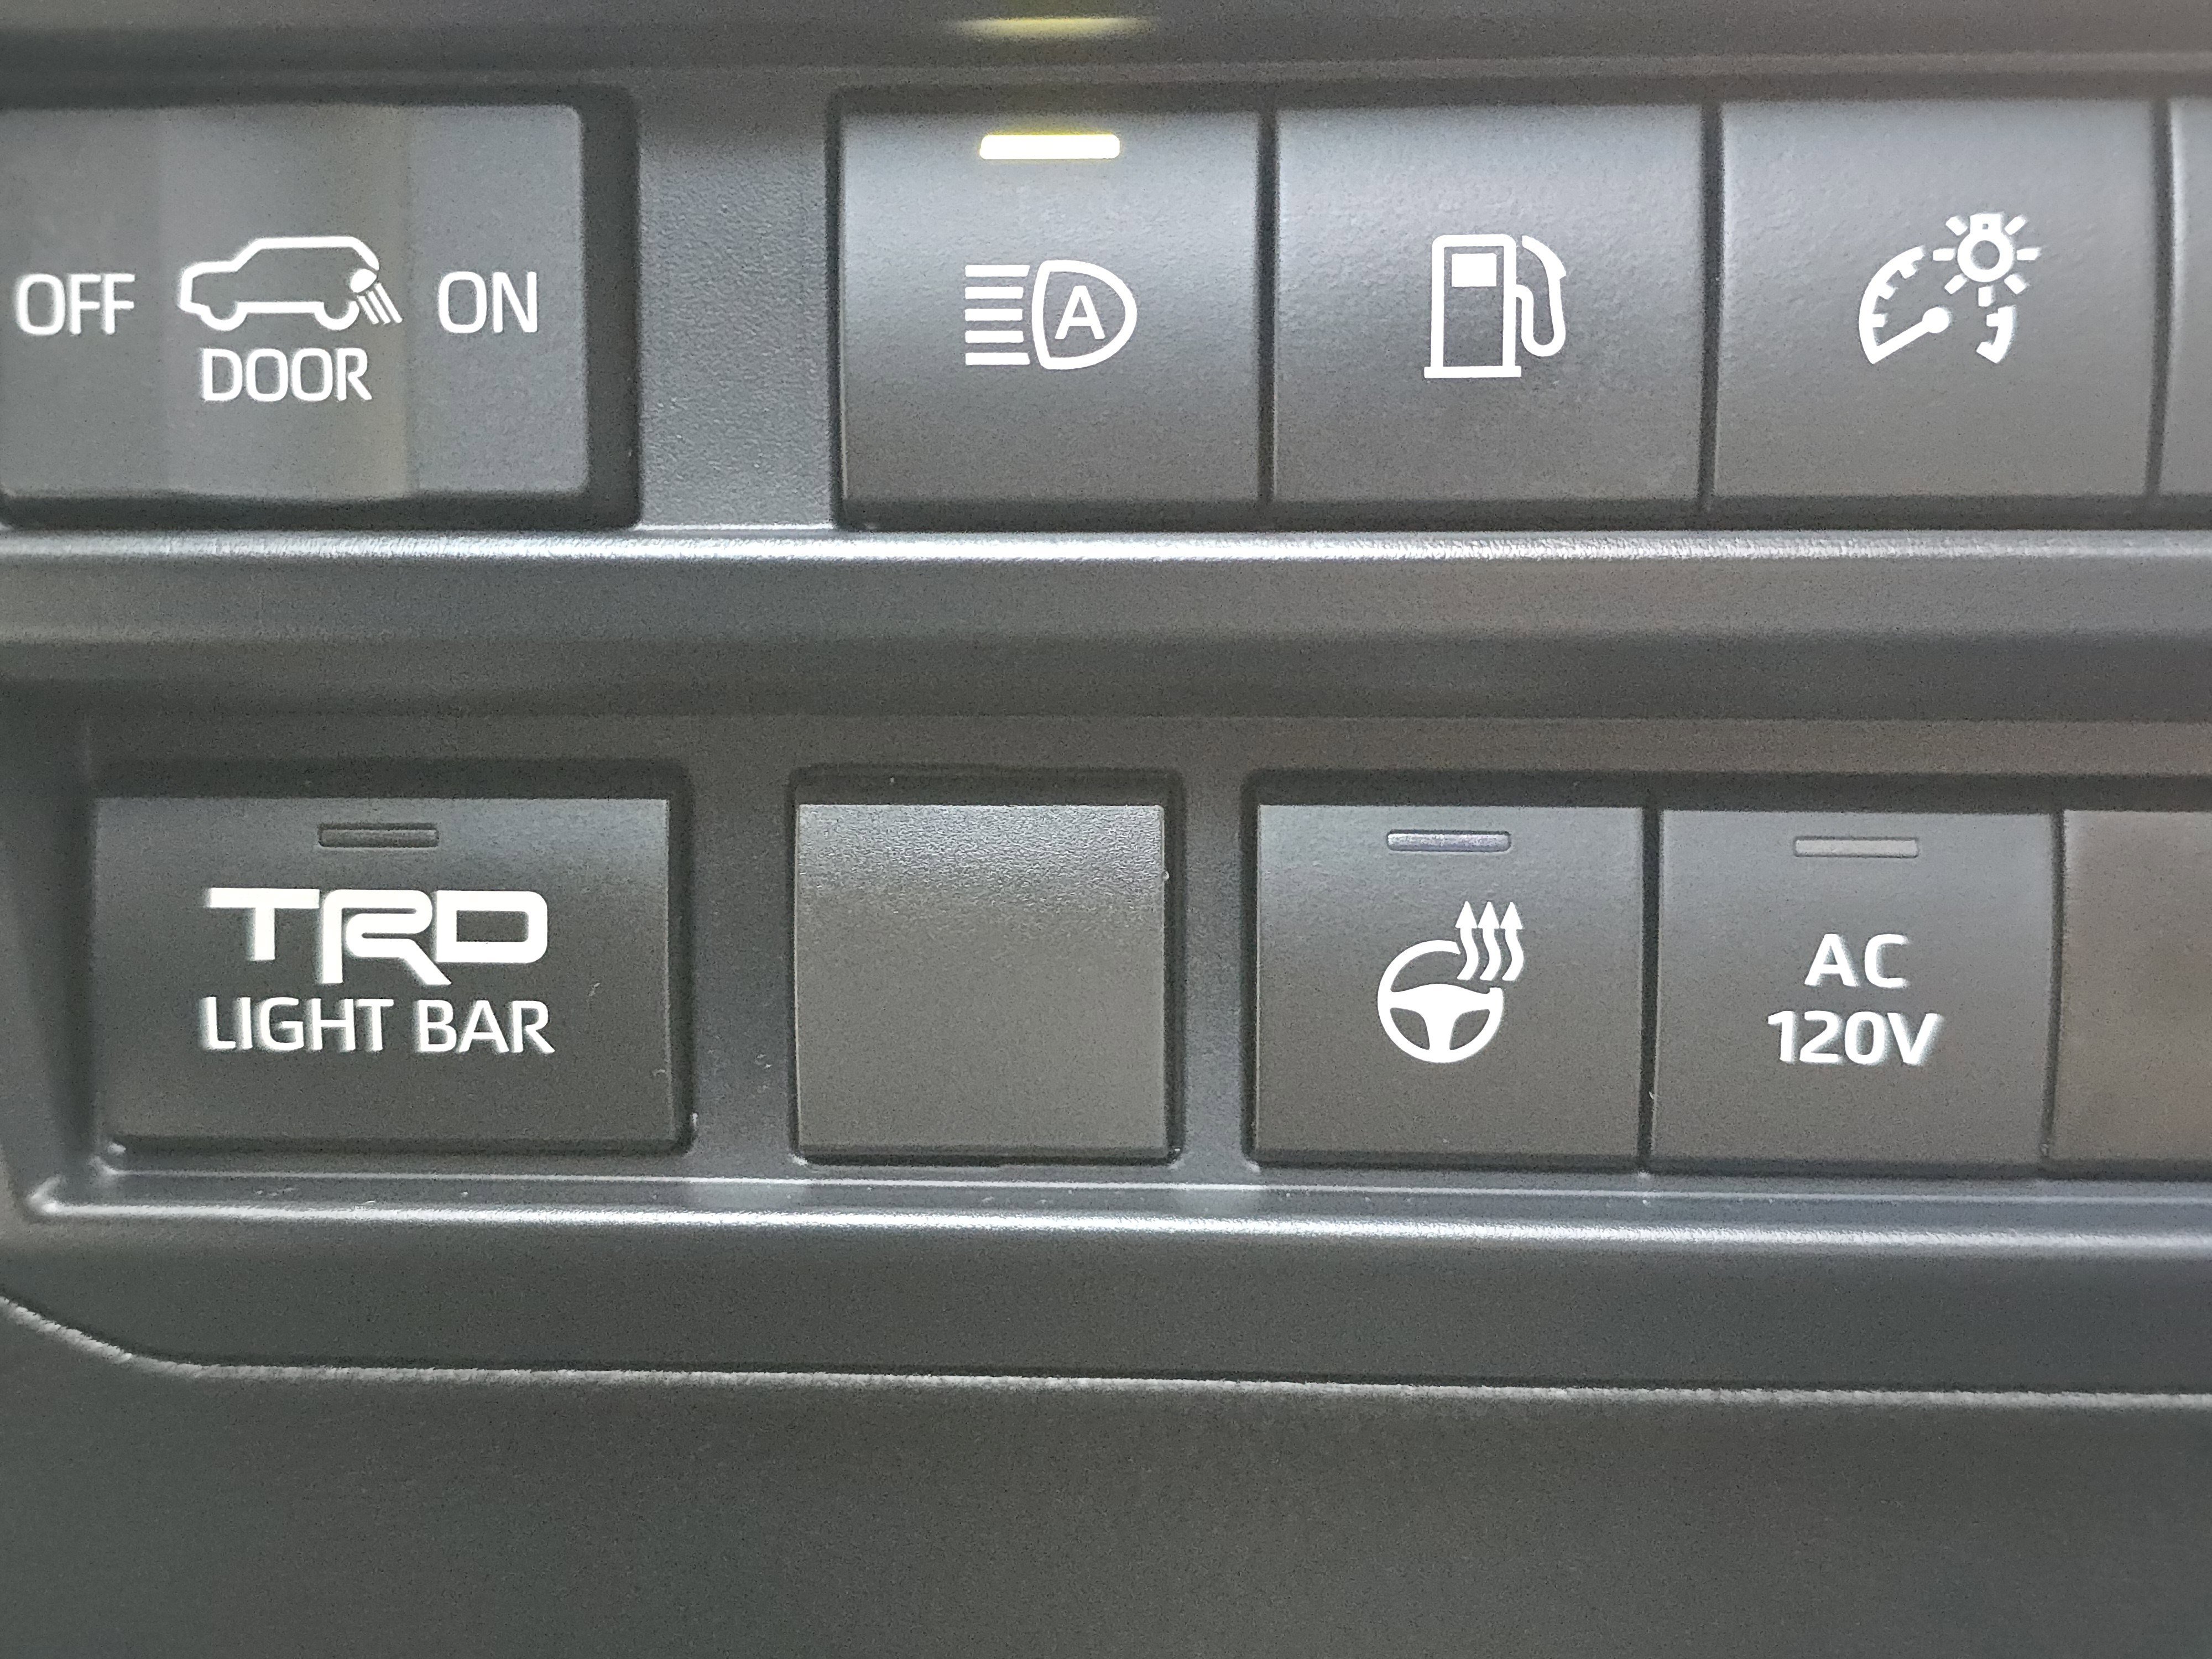 OFF
DOOR
ON
A
TRD
LIGHT BAR
AC
120V